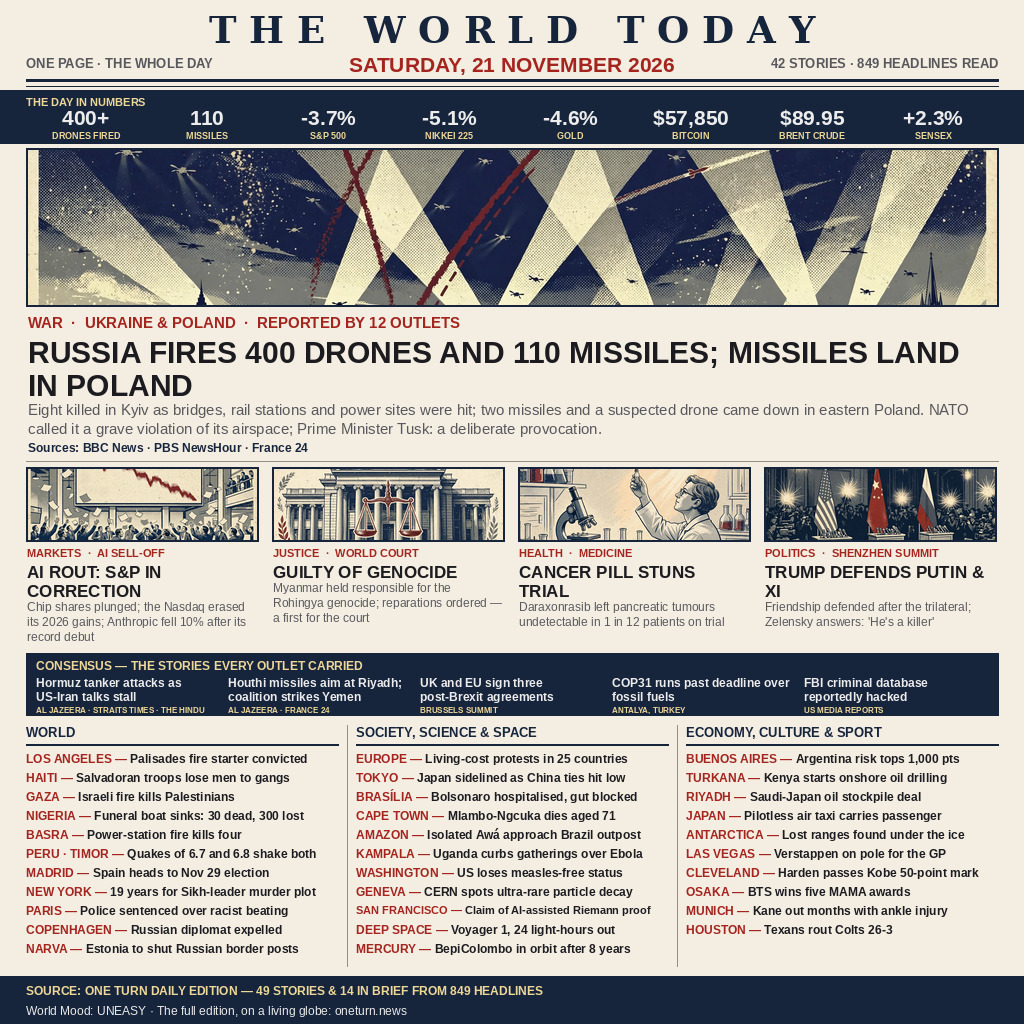 THE WORLD TODAY
ONE PAGE · THE WHOLE DAY
SATURDAY, 21 NOVEMBER 2026
42 STORIES · 849 HEADLINES READ
THE DAY IN NUMBERS
400+
DRONES FIRED
110
MISSILES
-3.7%
S&P 500
-5.1%
NIKKEI 225
-4.6%
GOLD
$57,850
BITCOIN
$89.95
BRENT CRUDE
+2.3%
SENSEX
WAR · UKRAINE & POLAND · REPORTED BY 12 OUTLETS
RUSSIA FIRES 400 DRONES AND 110 MISSILES; MISSILES LAND
IN POLAND
Eight killed in Kyiv as bridges, rail stations and power sites were hit; two missiles and a suspected drone came down in eastern Poland. NATO
called it a grave violation of its airspace; Prime Minister Tusk: a deliberate provocation.
Sources: BBC News · PBS NewsHour · France 24
MARKETS · AI SELL-OFF
AI ROUT: S&P IN
CORRECTION
Chip shares plunged; the Nasdaq erased
its 2026 gains; Anthropic fell 10% after its
record debut
JUSTICE · WORLD COURT
GUILTY OF GENOCIDE
Myanmar held responsible for the
Rohingya genocide; reparations ordered —
a first for the court
HEALTH · MEDICINE
CANCER PILL STUNS
TRIAL
Daraxonrasib left pancreatic tumours
undetectable in 1 in 12 patients on trial
POLITICS · SHENZHEN SUMMIT
TRUMP DEFENDS PUTIN &
XI
Friendship defended after the trilateral;
Zelensky answers: 'He's a killer'
CONSENSUS — THE STORIES EVERY OUTLET CARRIED
Hormuz tanker attacks as
US-Iran talks stall
AL JAZEERA · STRAITS TIMES · THE HINDU
Houthi missiles aim at Riyadh;
coalition strikes Yemen
AL JAZEERA · FRANCE 24
UK and EU sign three
post-Brexit agreements
BRUSSELS SUMMIT
COP31 runs past deadline over
fossil fuels
ANTALYA, TURKEY
FBI criminal database
reportedly hacked
US MEDIA REPORTS
WORLD
LOS ANGELES — Palisades fire starter convicted
HAITI — Salvadoran troops lose men to gangs
GAZA — Israeli fire kills Palestinians
NIGERIA — Funeral boat sinks: 30 dead, 300 lost
BASRA — Power-station fire kills four
PERU · TIMOR — Quakes of 6.7 and 6.8 shake both
MADRID — Spain heads to Nov 29 election
NEW YORK — 19 years for Sikh-leader murder plot
PARIS — Police sentenced over racist beating
COPENHAGEN — Russian diplomat expelled
NARVA — Estonia to shut Russian border posts
SOCIETY, SCIENCE & SPACE
EUROPE — Living-cost protests in 25 countries
TOKYO — Japan sidelined as China ties hit low
BRASÍLIA — Bolsonaro hospitalised, gut blocked
CAPE TOWN — Mlambo-Ngcuka dies aged 71
AMAZON — Isolated Awá approach Brazil outpost
KAMPALA — Uganda curbs gatherings over Ebola
WASHINGTON — US loses measles-free status
GENEVA — CERN spots ultra-rare particle decay
SAN FRANCISCO — Claim of AI-assisted Riemann proof
DEEP SPACE — Voyager 1, 24 light-hours out
MERCURY — BepiColombo in orbit after 8 years
ECONOMY, CULTURE & SPORT
BUENOS AIRES — Argentina risk tops 1,000 pts
TURKANA — Kenya starts onshore oil drilling
RIYADH — Saudi-Japan oil stockpile deal
JAPAN — Pilotless air taxi carries passenger
ANTARCTICA — Lost ranges found under the ice
LAS VEGAS — Verstappen on pole for the GP
CLEVELAND — Harden passes Kobe 50-point mark
OSAKA — BTS wins five MAMA awards
MUNICH — Kane out months with ankle injury
HOUSTON — Texans rout Colts 26-3
SOURCE: ONE TURN DAILY EDITION — 49 STORIES & 14 IN BRIEF FROM 849 HEADLINES
World Mood: UNEASY · The full edition, on a living globe: oneturn.news